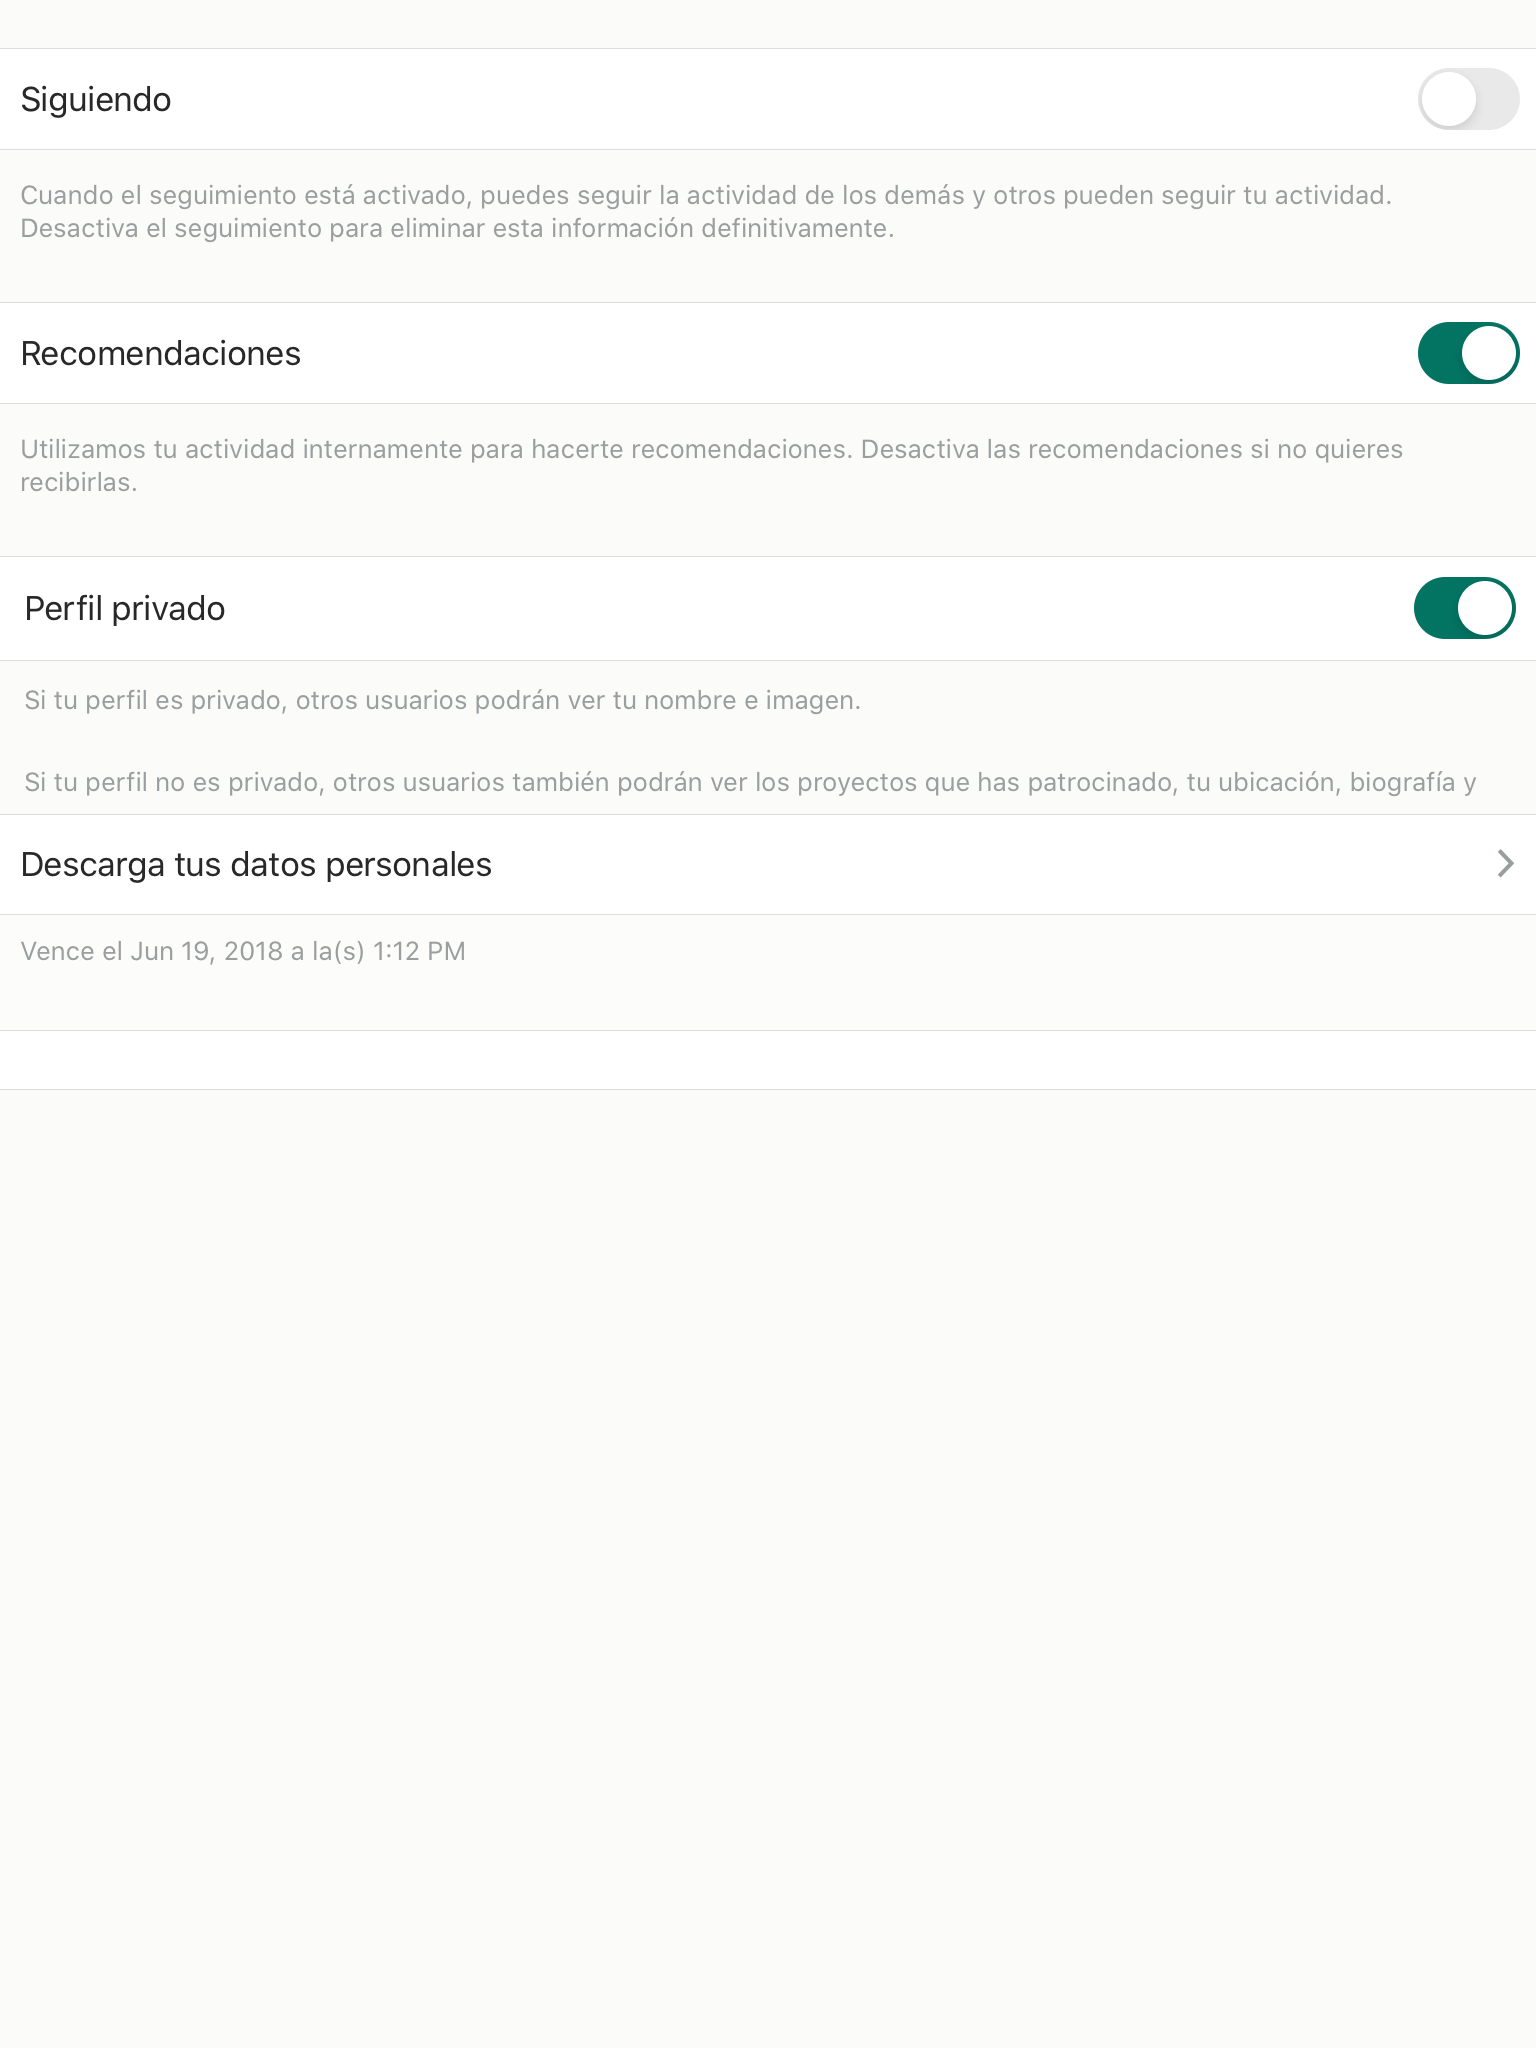 Siguiendo
Cuando el seguimiento está activado, puedes seguir la actividad de los demás y otros pueden seguir tu actividad.
Desactiva el seguimiento para eliminar esta información definitivamente.
Recomendaciones
Utilizamos tu actividad internamente para hacerte recomendaciones. Desactiva las recomendaciones si no quieres
recibirlas.
Perfil privado
Si tu perfil es privado, otros usuarios podrán ver tu nombre e imagen.
Si tu perfil no es privado, otros usuarios también podrán ver los proyectos que has patrocinado, tu ubicación, biografía y
Descarga tus datos personales
Vence el Jun 19, 2018 a la(s) 1:12 PM